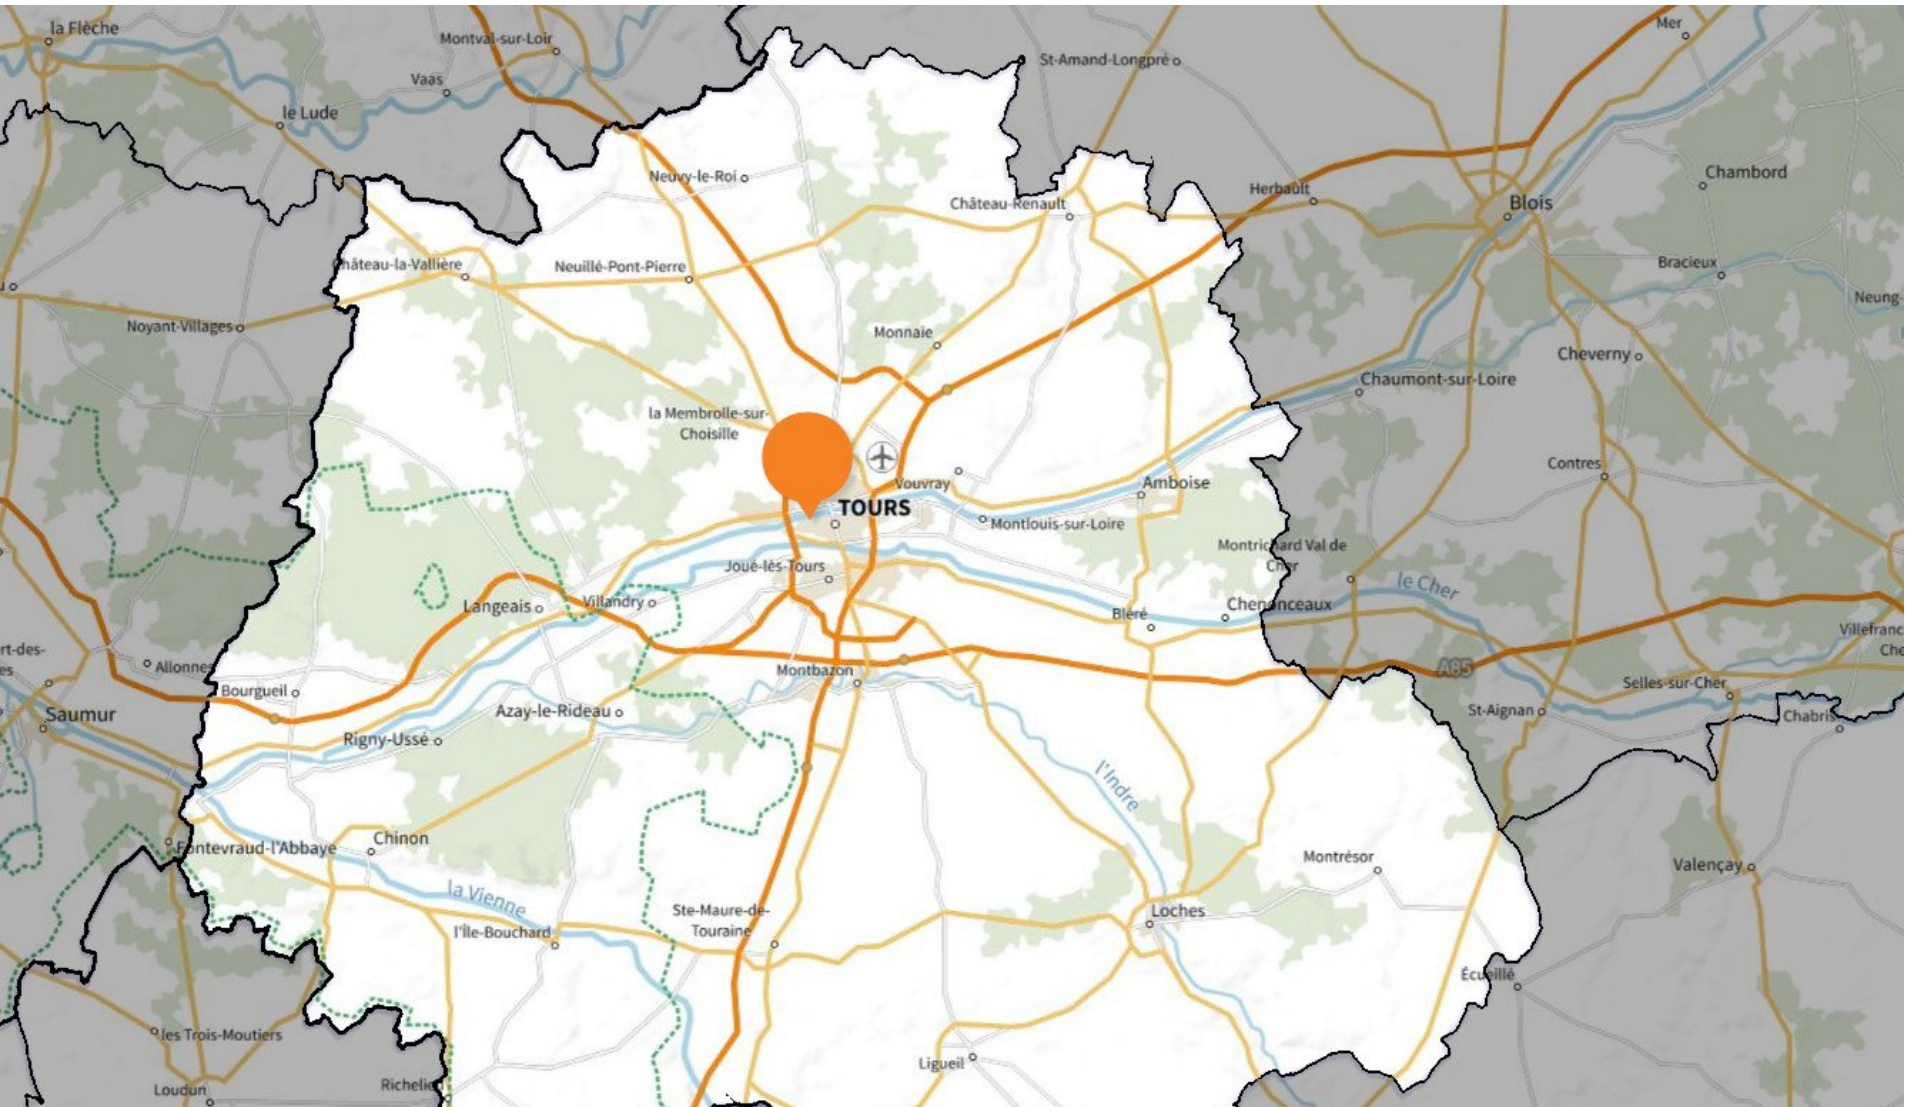 la Flèche
Mer
Montval-sur-Loir
St-Amand-Longpré
Vaas
le Lude
Chambord
Neuvy-le-Roi
Herbault
Château-Renault
Blois
Château-la-Vallière
Neuillé-Pont-Pierre
Bracieux
Neung-
Noyant-Villages
Monnaie
Cheverny
Chaumont-sur-Loire
la Membrolle-sur-
Choisille
Contres
Vouvray
Amboise
TOURS
Montlouis-sur-Loire
Montrichard Val de
Cher
Joué-lès-Tours
le Cher
Langeais
Villandry
Chenonceaux
Bléré
Villefranc
Che
rt-des-
es
Allonnes
Montbazon
A85
Bourgueil
Selles-sur-Cher
Saumur
Azay-le-Rideau
St-Aignan
Chabris
Rigny-Ussé
l'Indre
Chinon
Fontevraud-l'Abbaye
Montrésor
Valençay
la Vienne
Ste-Maure-de-
Touraine
Loches
l'Île-Bouchard
Écueillé
les Trois-Moutiers
Ligueil
Loudun
Richelieu